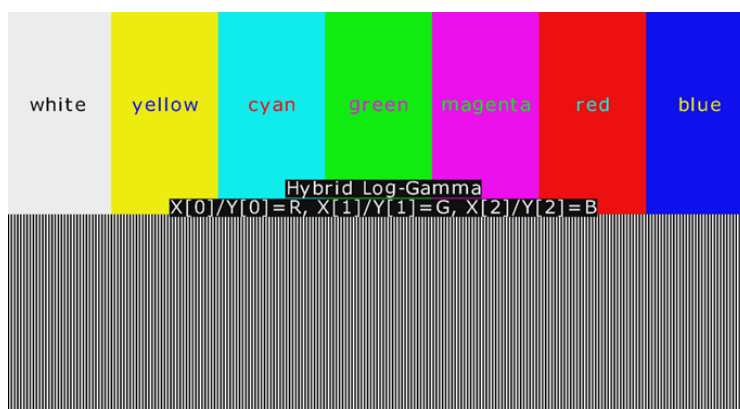 white yellow cyan green magenta red blue
Hybrid Log-Gamma
X[0]/Y[0]=R, X[1]/Y[1]=G, X[2]/Y[2]=B